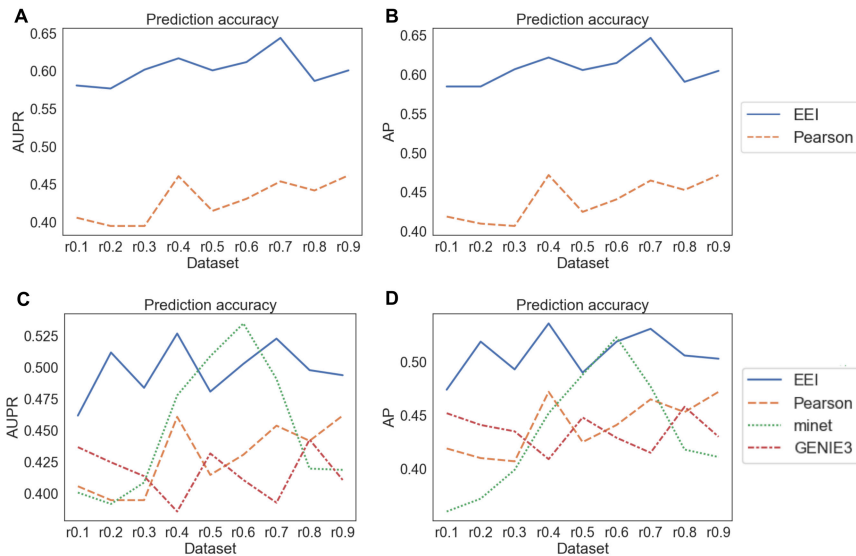 A
Prediction accuracy
0.65
0.60
0.55
0.50
0.45
0.40
AUPR
r0.1 r0.2 r0.3 r0.4 r0.5 r0.6 r0.7 r0.8 r0.9
Dataset
B
Prediction accuracy
0.65
0.60
0.55
0.50
0.45
0.40
AP
r0.1 r0.2 r0.3 r0.4 r0.5 r0.6 r0.7 r0.8 r0.9
Dataset
EEI
Pearson
C
Prediction accuracy
0.525
0.500
0.475
0.450
0.425
0.400
AUPR
r0.1 r0.2 r0.3 r0.4 r0.5 r0.6 r0.7 r0.8 r0.9
Dataset
D
Prediction accuracy
0.50
0.45
0.40
AP
r0.1 r0.2 r0.3 r0.4 r0.5 r0.6 r0.7 r0.8 r0.9
Dataset
EEI
Pearson
minet
GENIE3